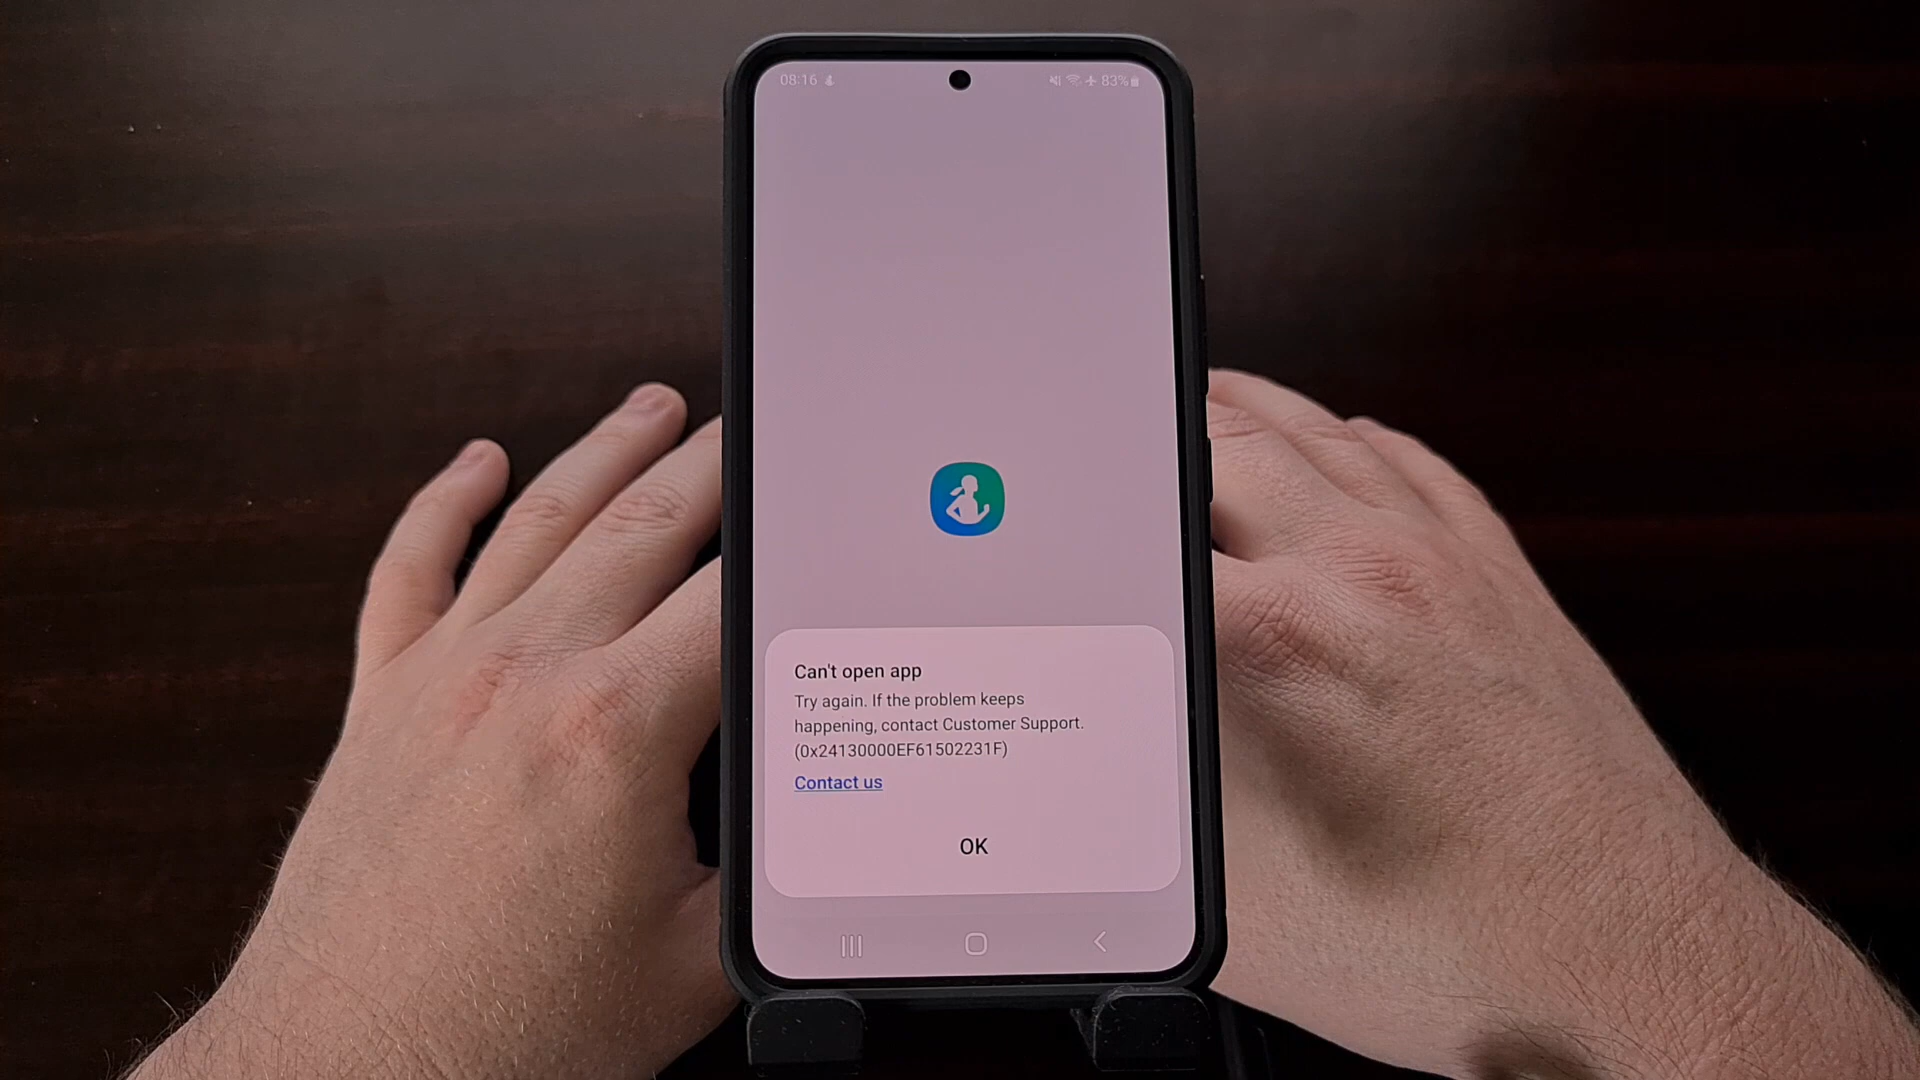 08:16
83%
Can't open app
Try again. If the problem keeps
happening, contact Customer Support.
(0x24130000EF61502231F)
Contact us
OK